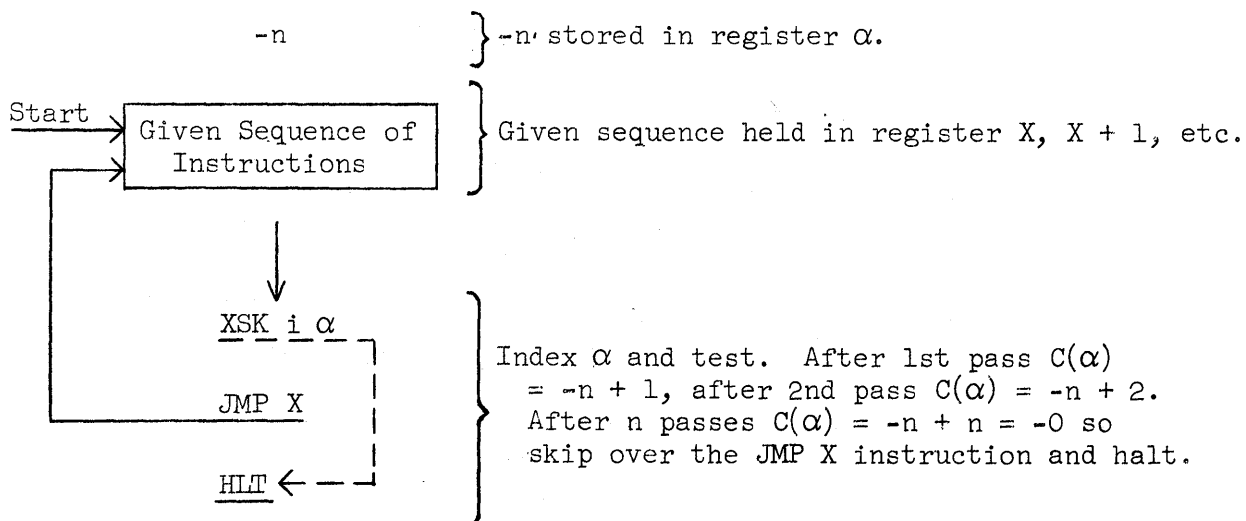 -n
-n stored in register α.
Start
Given Sequence of
Instructions
Given sequence held in register X, X + 1, etc.
XSK i α
JMP X
HLT
Index α and test. After 1st pass C(α)
= -n + 1, after 2nd pass C(α) = -n + 2.
After n passes C(α) = -n + n = -0 so
skip over the JMP X instruction and halt.